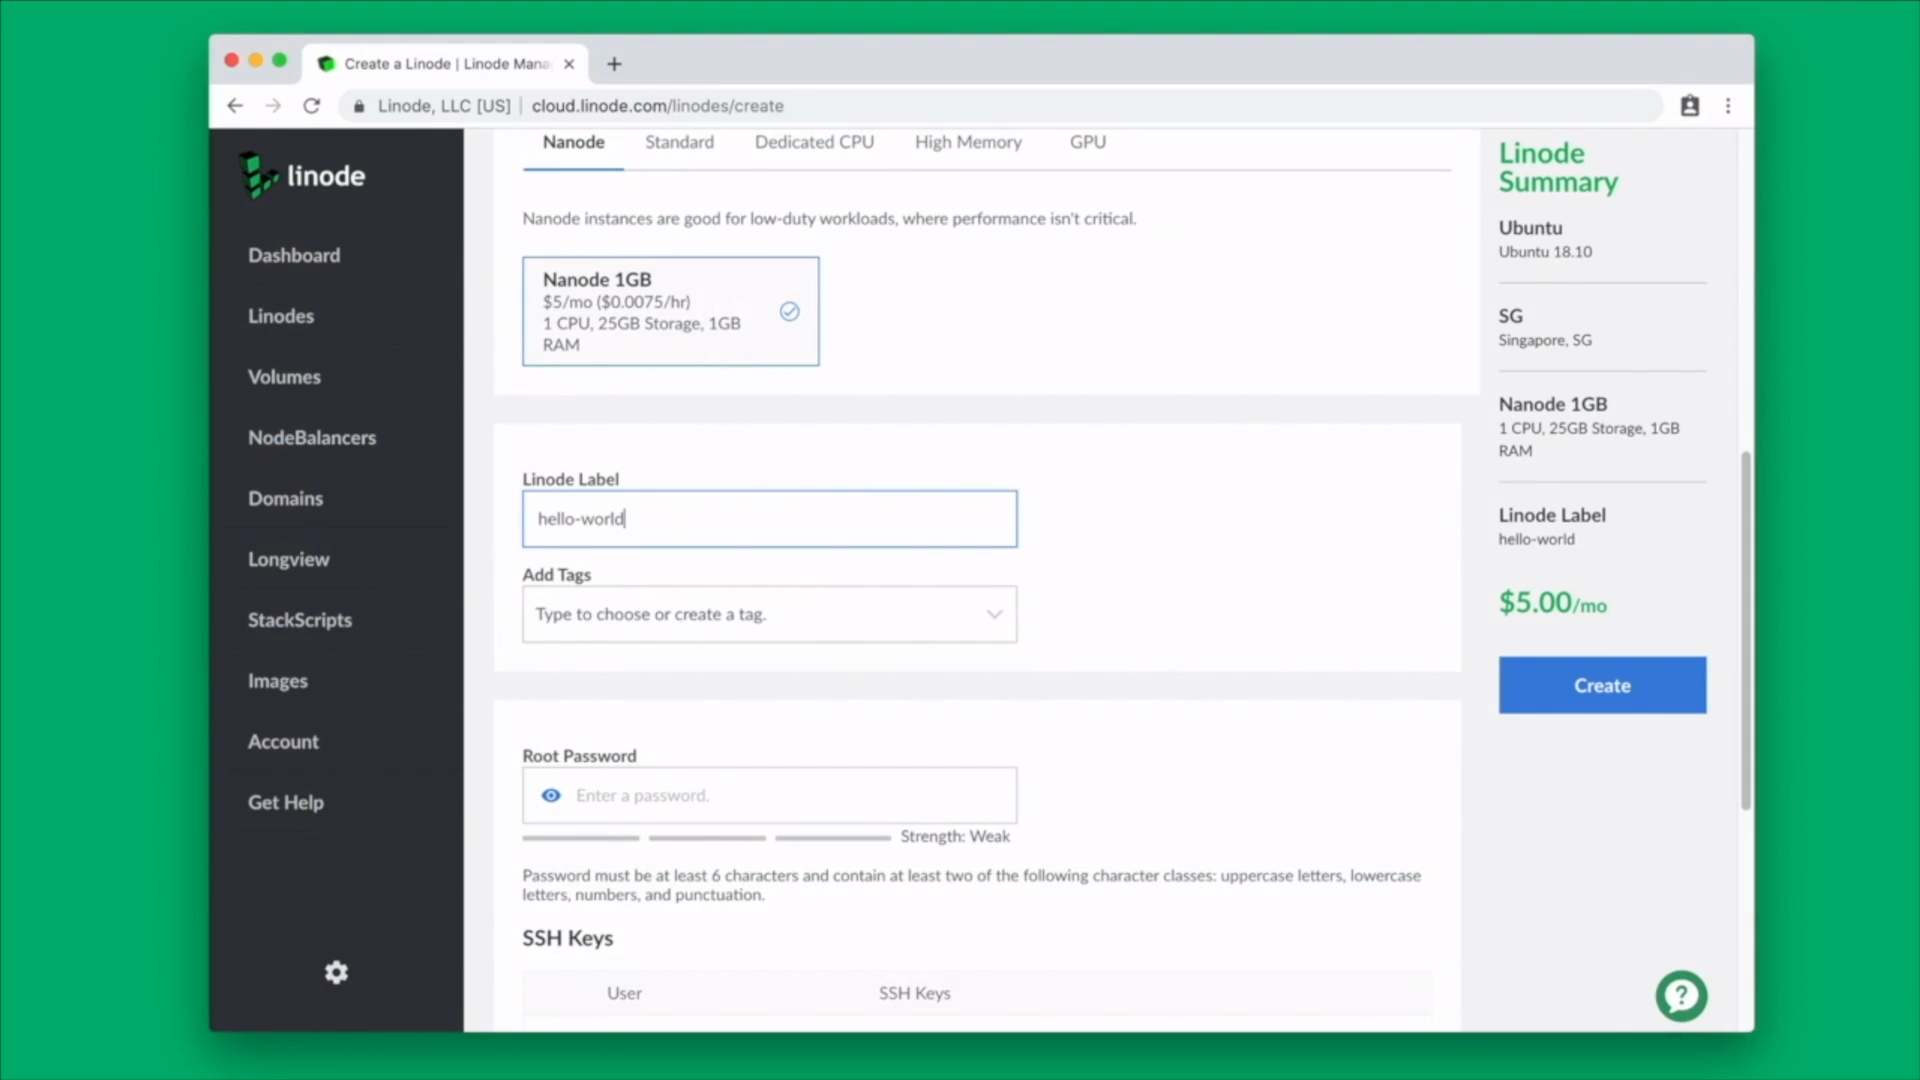 Create a Linode | Linode Mana
Linode, LLC [US] | cloud.linode.com/linodes/create
linode
Dashboard
Linodes
Volumes
NodeBalancers
Domains
Longview
StackScripts
Images
Account
Get Help
Nanode Standard Dedicated CPU High Memory GPU
Nanode instances are good for low-duty workloads, where performance isn't critical.
Nanode 1GB
$5/mo ($0.0075/hr)
1 CPU, 25GB Storage, 1GB
RAM
Linode Label
hello-world
Add Tags
Type to choose or create a tag.
Root Password
Enter a password.
Strength: Weak
Password must be at least 6 characters and contain at least two of the following character classes: uppercase letters, lowercase
letters, numbers, and punctuation.
SSH Keys
User SSH Keys
Linode
Summary
Ubuntu
Ubuntu 18.10
SG
Singapore, SG
Nanode 1GB
1 CPU, 25GB Storage, 1GB
RAM
Linode Label
hello-world
$5.00/mo
Create
?